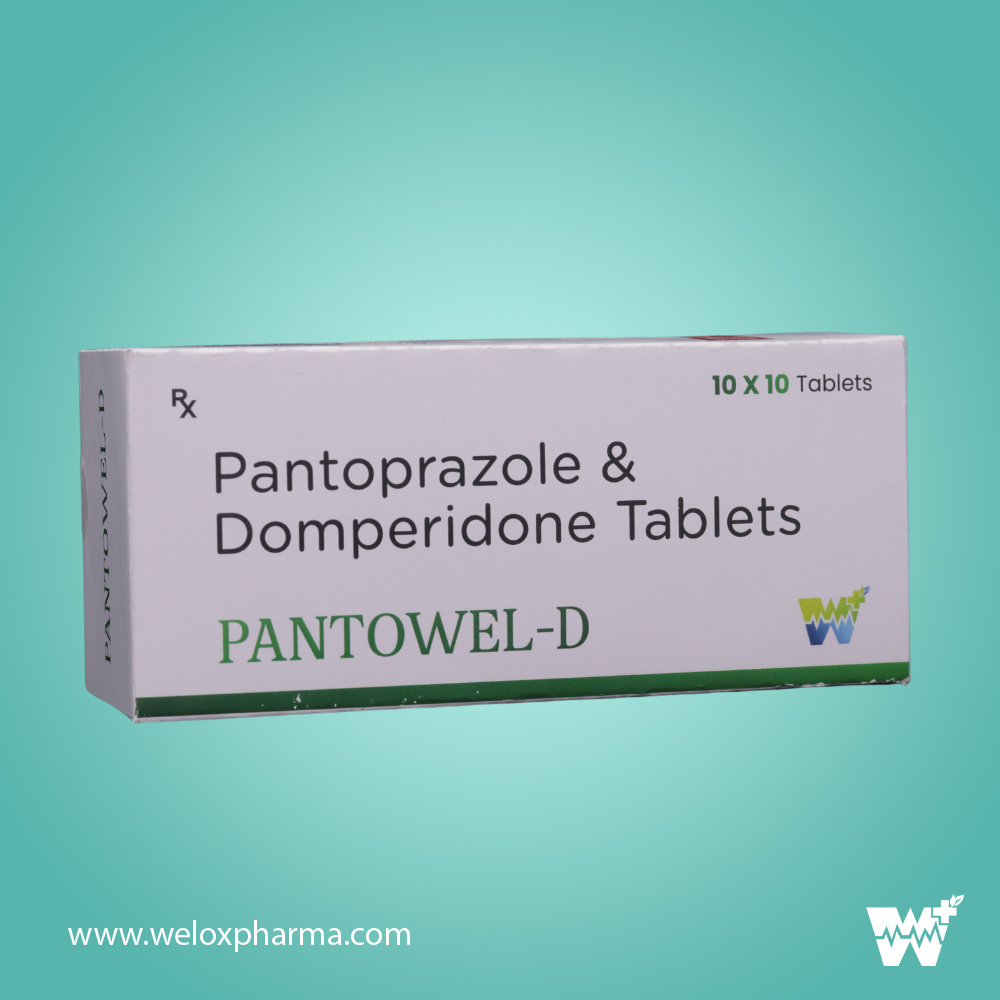 Rx
10 X 10 Tablets
Pantoprazole &
Domperidone Tablets
PANTOWEL-D
PANTOWEL-D
www.weloxpharma.com
W